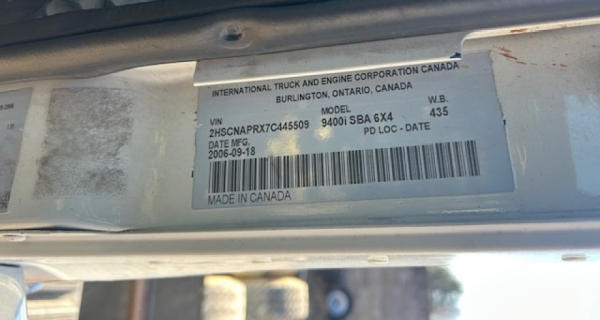 INTERNATIONAL TRUCK AND ENGINE CORPORATION CANADA
BURLINGTON, ONTARIO, CANADA
VIN MODEL W.B.
2HSCNAPRX7C445509 9400i SBA 6X4 435
DATE MFG. PD LOC - DATE
2006-09-18
MADE IN CANADA